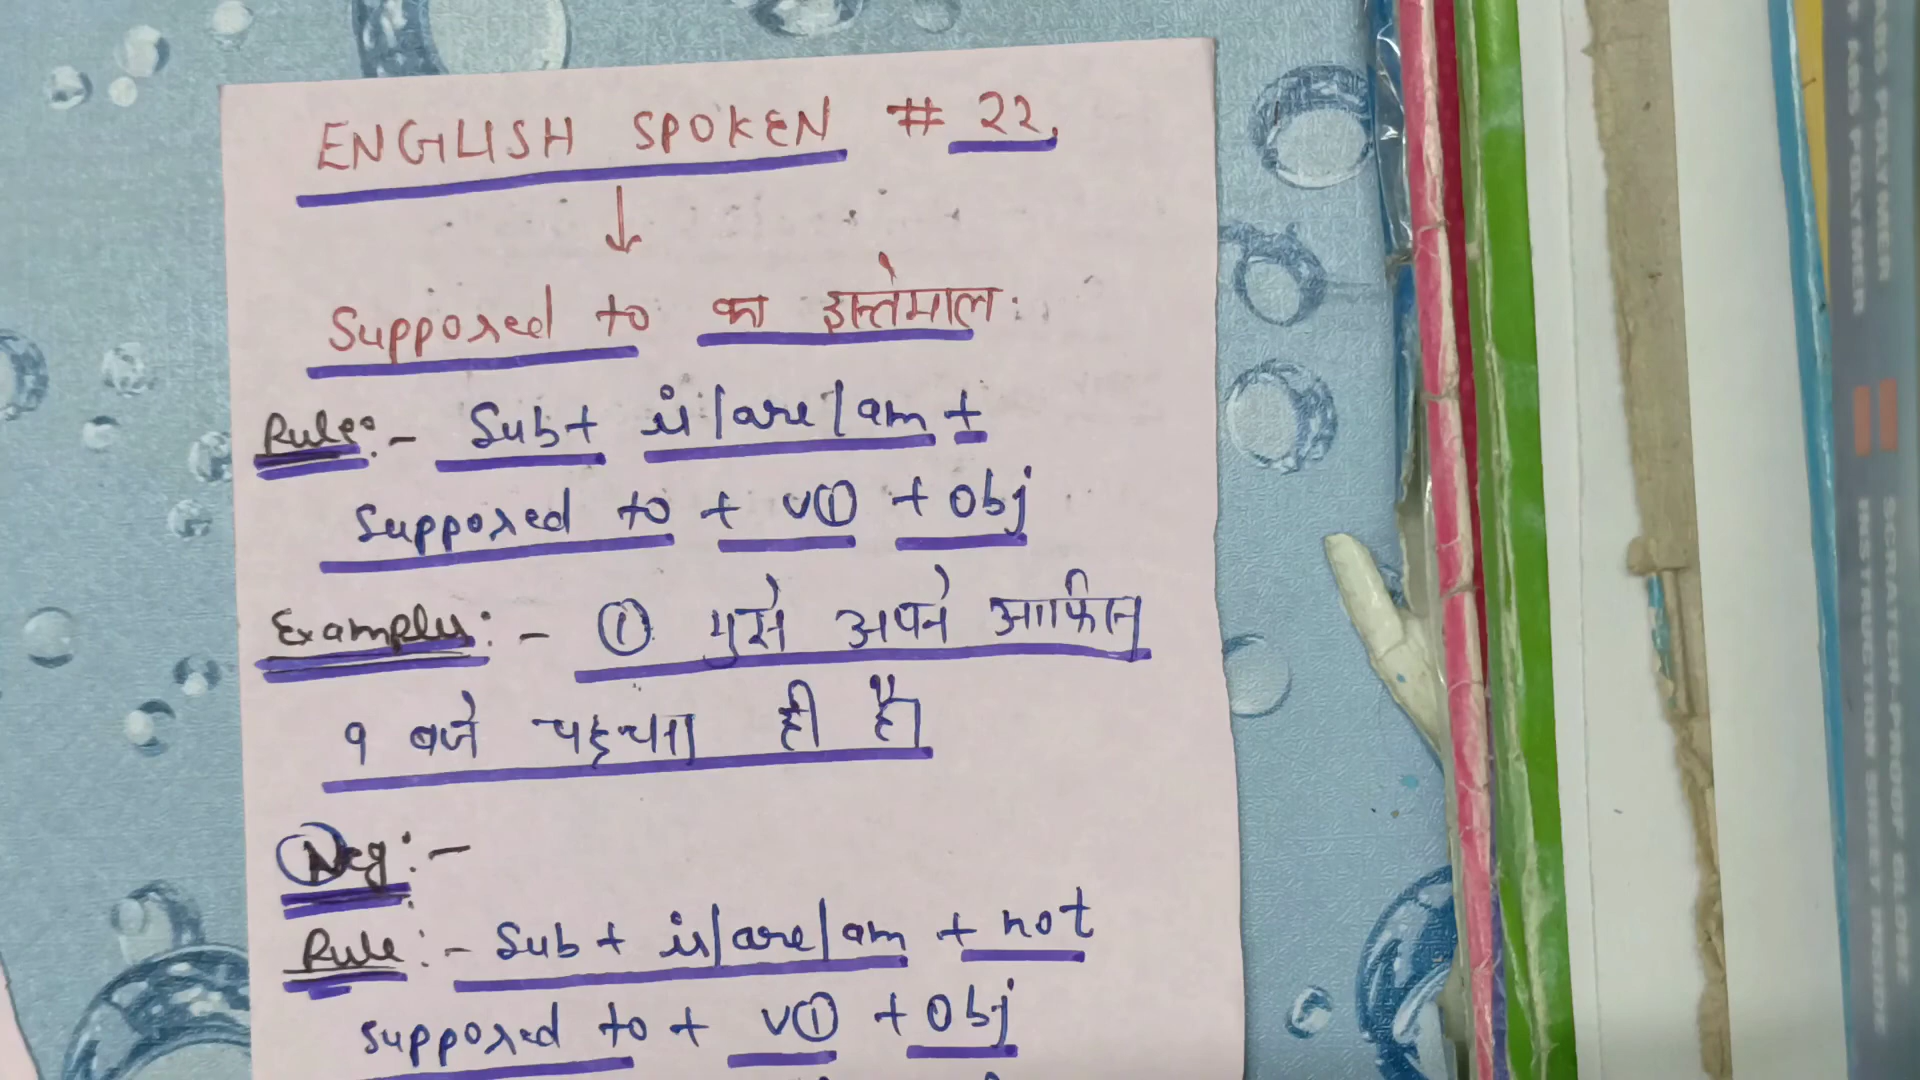 ENGLISH SPOKEN # 22.
Supposed to का इस्तेमाल:
Rule:- Sub+ is/are/am +
supposed to + v① + obj
Examples:- ① मुझे अपने आफिस
9 बजे पहुचना ही है।
Neg:-
Rule:- Sub + is/are/am + not
supposed to + v① + obj